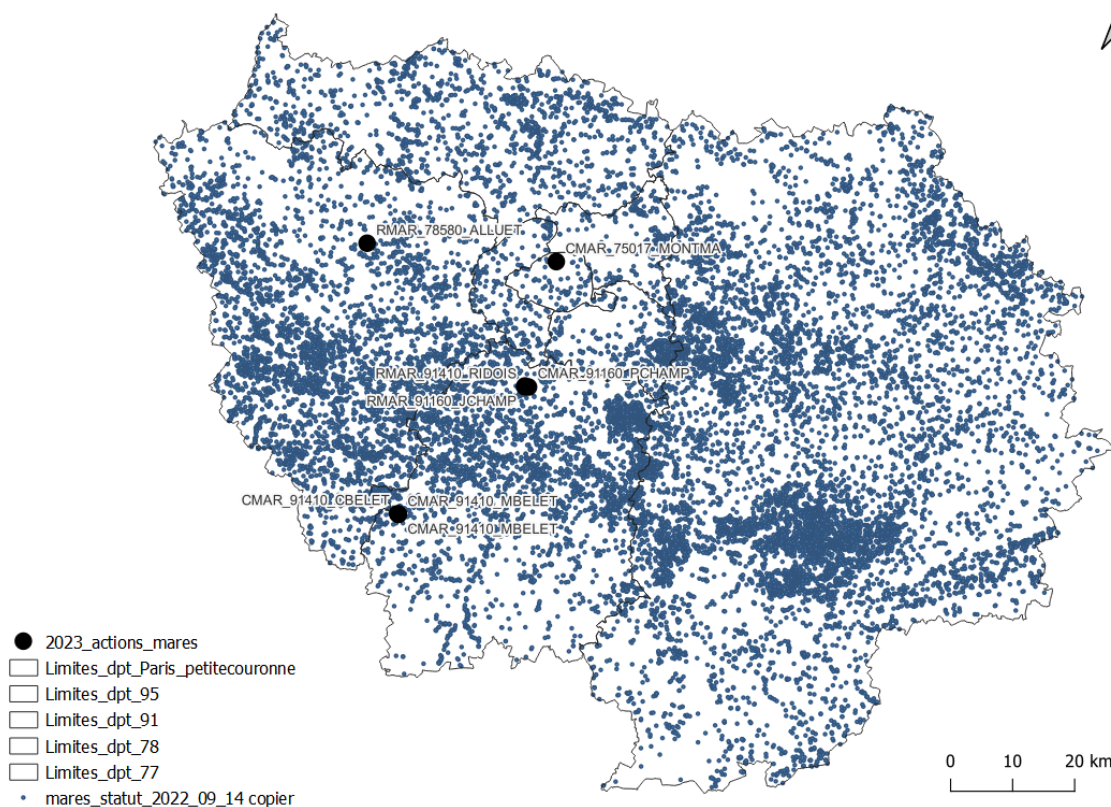 RMAR_78580_ALLUET
CMAR_75017_MONTMA
RMAR_91410_RIDOIS
CMAR_91160_PCHAMP
RMAR_91160_JCHAMP
CMAR_91410_CBELET
CMAR_91410_MBELET
CMAR_91410_MBELET
2023_actions_mares
Limites_dpt_Paris_petitecouronne
Limites_dpt_95
Limites_dpt_91
Limites_dpt_78
Limites_dpt_77
mares_statut_2022_09_14 copier
0 10 20 km